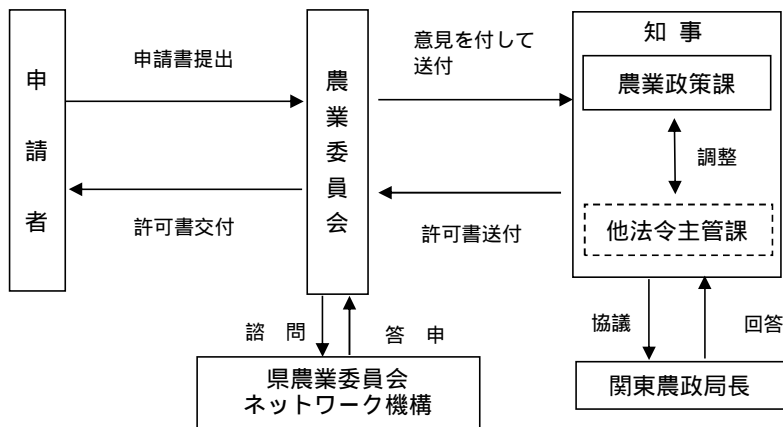 申請者
申請書提出
許可書交付
農業委員会
意見を付して
送付
許可書送付
知 事
農業政策課
調整
他法令主管課
諮 問
答 申
協議
回答
県農業委員会
ネットワーク機構
関東農政局長